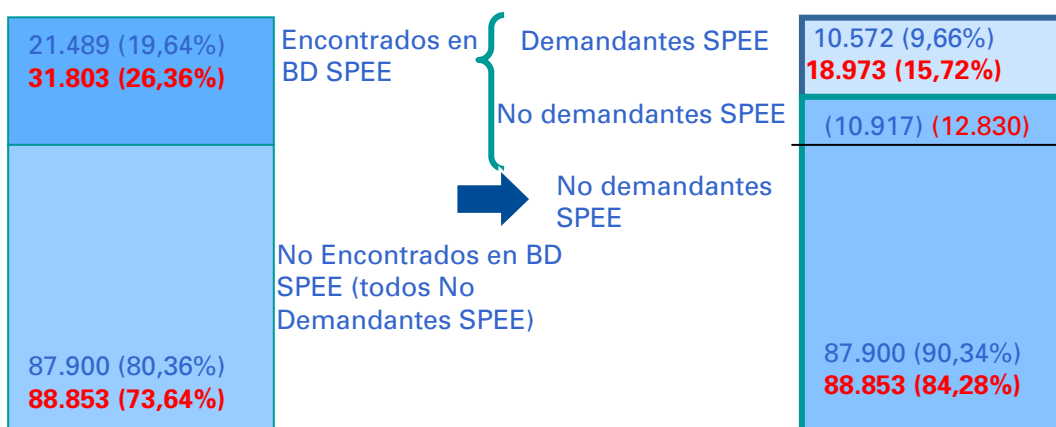 21.489 (19,64%)
31.803 (26,36%)
Encontrados en
BD SPEE
Demandantes SPEE
10.572 (9,66%)
18.973 (15,72%)
No demandantes SPEE
(10.917) (12.830)
No demandantes
SPEE
No Encontrados en BD
SPEE (todos No
Demandantes SPEE)
87.900 (80,36%)
88.853 (73,64%)
87.900 (90,34%)
88.853 (84,28%)